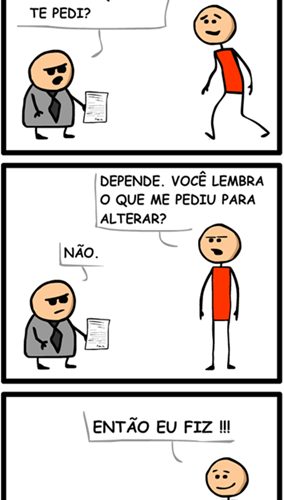 TE PEDI?
DEPENDE. VOCÊ LEMBRA
O QUE ME PEDIU PARA
ALTERAR?
NÃO.
ENTÃO EU FIZ !!!